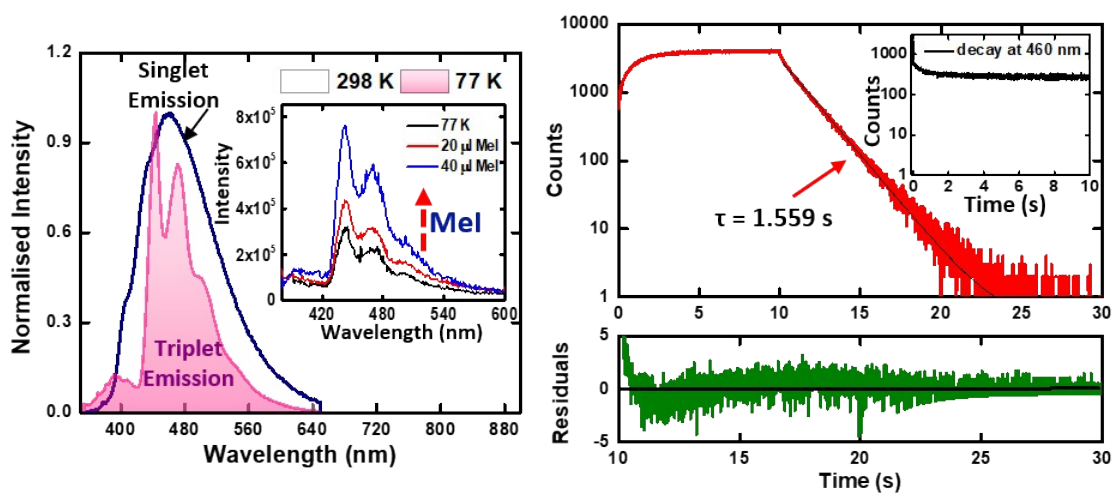 Normalised Intensity
1.2
0.9
0.6
0.3
0.0
400 480 560 640 720 800 880
Wavelength (nm)
Singlet
Emission
298 K 77 K
Triplet
Emission
Intensity
8x10⁵
6x10⁵
4x10⁵
2x10⁵
0
420 480 540 600
Wavelength (nm)
77 K
20 µl MeI
40 µl MeI
MeI
Counts
10000
1000
100
10
1
10 15 20 25 30
τ = 1.559 s
decay at 460 nm
Counts
1000
100
10
1
0 2 4 6 8 10
Time (s)
Residuals
5
0
-5
10 15 20 25 30
Time (s)